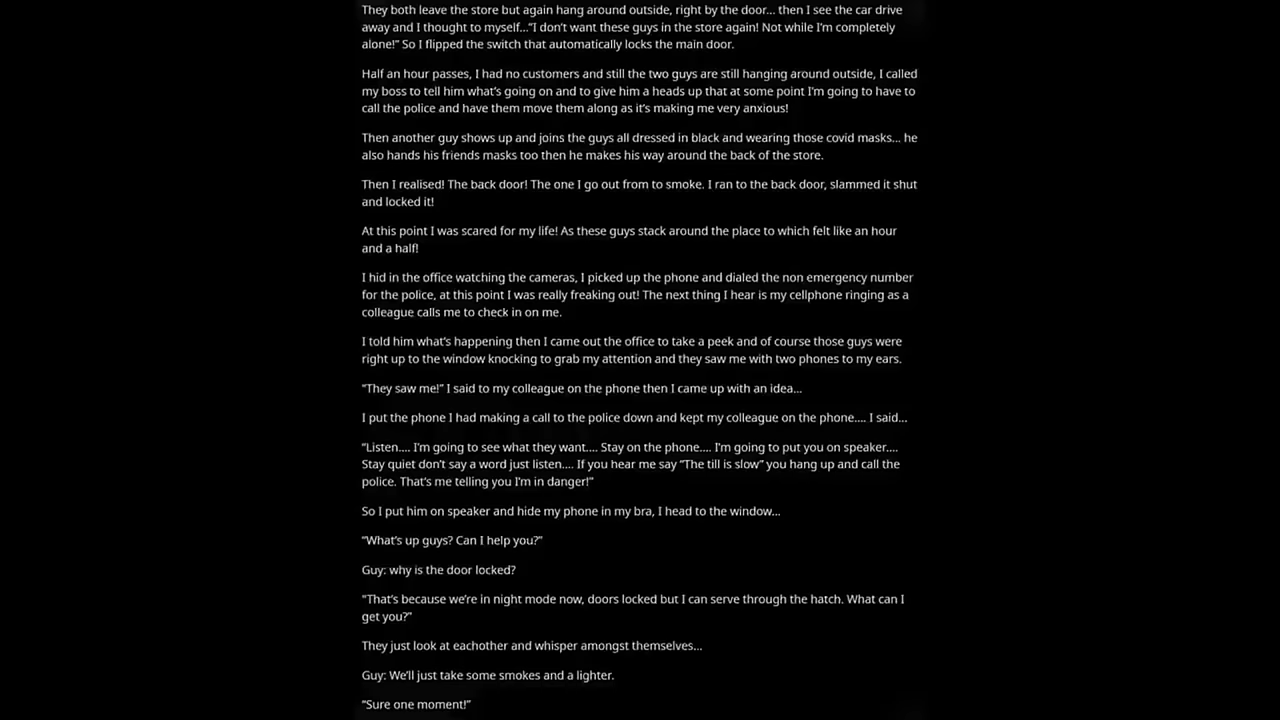 They both leave the store but again hang around outside, right by the door... then I see the car drive
away and I thought to myself...“I don’t want these guys in the store again! Not while I’m completely
alone!” So I flipped the switch that automatically locks the main door.
Half an hour passes, I had no customers and still the two guys are still hanging around outside, I called
my boss to tell him what’s going on and to give him a heads up that at some point I’m going to have to
call the police and have them move them along as it’s making me very anxious!
Then another guy shows up and joins the guys all dressed in black and wearing those covid masks... he
also hands his friends masks too then he makes his way around the back of the store.
Then I realised! The back door! The one I go out from to smoke. I ran to the back door, slammed it shut
and locked it!
At this point I was scared for my life! As these guys stack around the place to which felt like an hour
and a half!
I hid in the office watching the cameras, I picked up the phone and dialed the non emergency number
for the police, at this point I was really freaking out! The next thing I hear is my cellphone ringing as a
colleague calls me to check in on me.
I told him what’s happening then I came out the office to take a peek and of course those guys were
right up to the window knocking to grab my attention and they saw me with two phones to my ears.
“They saw me!” I said to my colleague on the phone then I came up with an idea...
I put the phone I had making a call to the police down and kept my colleague on the phone.... I said...
“Listen.... I’m going to see what they want.... Stay on the phone.... I’m going to put you on speaker....
Stay quiet don’t say a word just listen.... If you hear me say “The till is slow” you hang up and call the
police. That’s me telling you I’m in danger!”
So I put him on speaker and hide my phone in my bra, I head to the window...
“What’s up guys? Can I help you?”
Guy: why is the door locked?
“That’s because we’re in night mode now, doors locked but I can serve through the hatch. What can I
get you?”
They just look at eachother and whisper amongst themselves...
Guy: We’ll just take some smokes and a lighter.
“Sure one moment!”